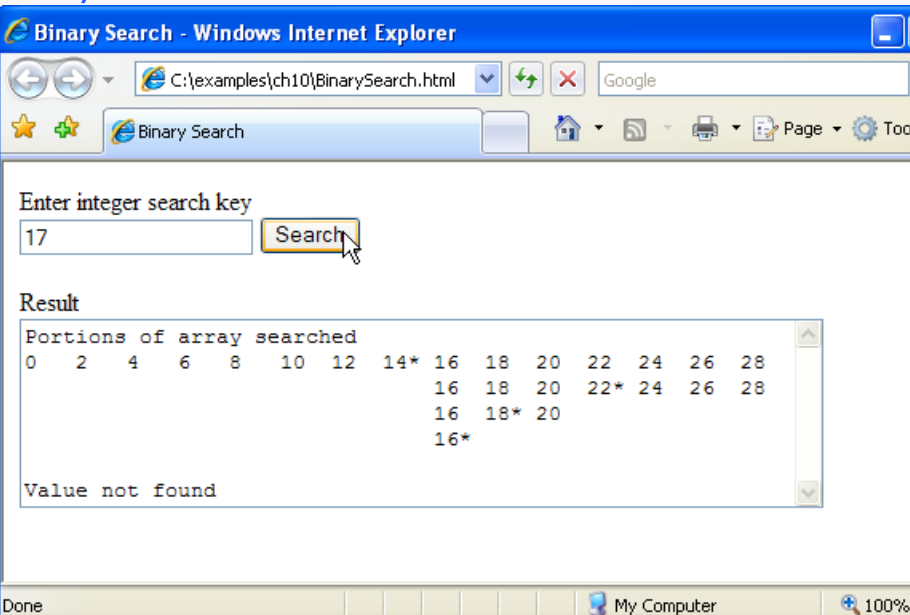 Binary Search - Windows Internet Explorer
C:\examples\ch10\BinarySearch.html Google
Binary Search Page
Enter integer search key
17 Search
Result
Portions of array searched
0 2 4 6 8 10 12 14* 16 18 20 22 24 26 28
16 18 20 22* 24 26 28
16 18* 20
16*
Value not found
Done My Computer 100%